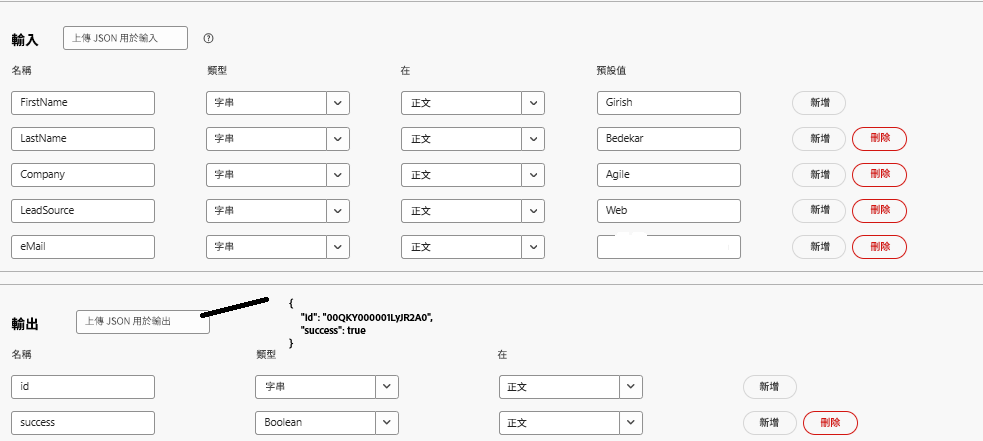 輸入 上傳 JSON 用於輸入 ?
名稱 類型 在 預設值
FirstName 字串 正文 Girish 新增
LastName 字串 正文 Bedekar 新增 刪除
Company 字串 正文 Agile 新增 刪除
LeadSource 字串 正文 Web 新增 刪除
eMail 字串 正文 新增 刪除
輸出 上傳 JSON 用於輸出
{
"id": "00QKY000001LyJR2A0",
"success": true
}
名稱 類型 在
id 字串 正文 新增
success Boolean 正文 新增 刪除